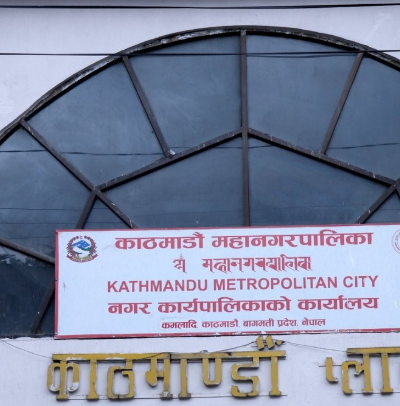 काठमाडौं महानगरपालिका
KATHMANDU METROPOLITAN CITY
नगर कार्यपालिकाको कार्यालय
कमलादि, काठमाडौं, बागमती प्रदेश, नेपाल
काठमाण्डौं प्ला